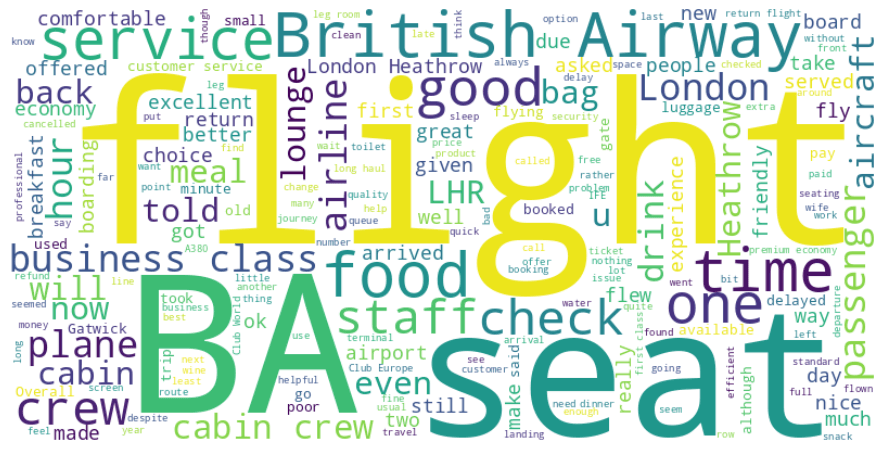 comfortable
though
small
leg room
clean
late
think
option
last
return flight
board
without
front
know
service
British Airway
new
due
offered
customer service
London Heathrow
always
asked
people
take
back
leg
space
checked
around
economy
excellent
lounge
good
bag
London
served
cancelled
put
return
first
flying
delay
luggage
extra
fly
aircraft
hour
better
airline
great
sleep
security
gate
Heathrow
friendly
professional
breakfast
boarding
want
find
choice
wait
toilet
price
product
called
free
pay
far
point
minute
meal
long haul
given
rather
paid
seating
say
told
change
many
quality
help
LHR
IFE
problem
drink
experience
wife
work
used
got
old
journey
queue
well
bad
booked
u
flight
A380
number
quick
call
ticket
nothing
premium economy
business class
arrived
food
offer
booking
issue
lot
time
passenger
refund
line
little
another
flew
went
bit
will
took
thing
water
quite
one
delayed
way
seemed
now
Gatwick
business
best
staff
check
first class
found
available
left
departure
money
ok
Club World
use
terminal
arrival
going
standard
long
plane
trip
airport
Club Europe
see
said
customer
make
really
although
day
flown
Overall
screen
next
wine
least
BA
seat
even
efficient
full
cabin
route
helpful
go
fine
usual
need
dinner
enough
seem
nice
crew
despite
poor
still
two
much
feel
made
year
cabin crew
travel
landing
row
snack